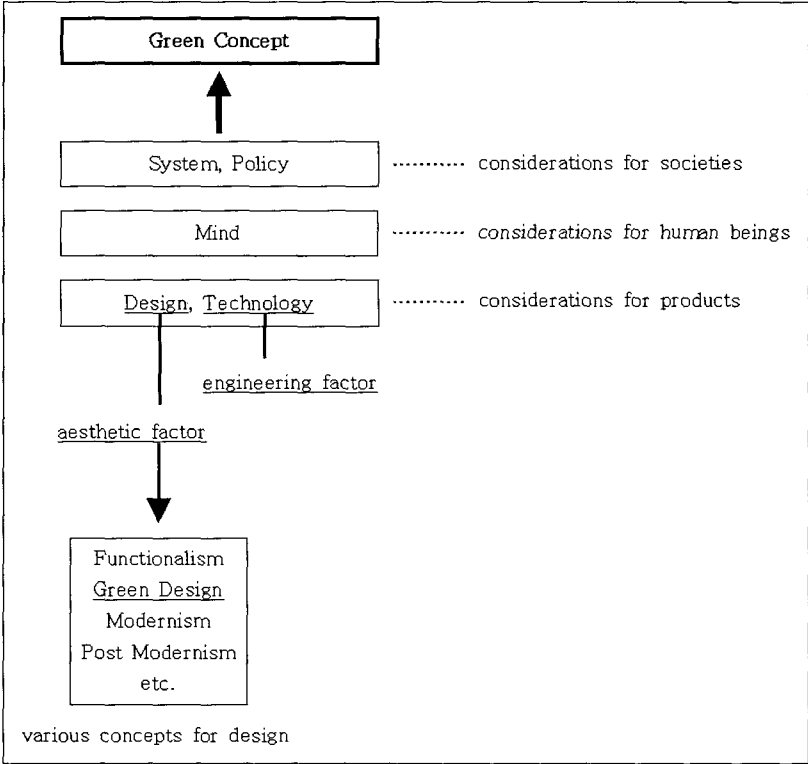 Green Concept
System, Policy ·········· considerations for societies
Mind ·········· considerations for human beings
Design, Technology ·········· considerations for products
engineering factor
aesthetic factor
Functionalism
Green Design
Modernism
Post Modernism
etc.
various concepts for design